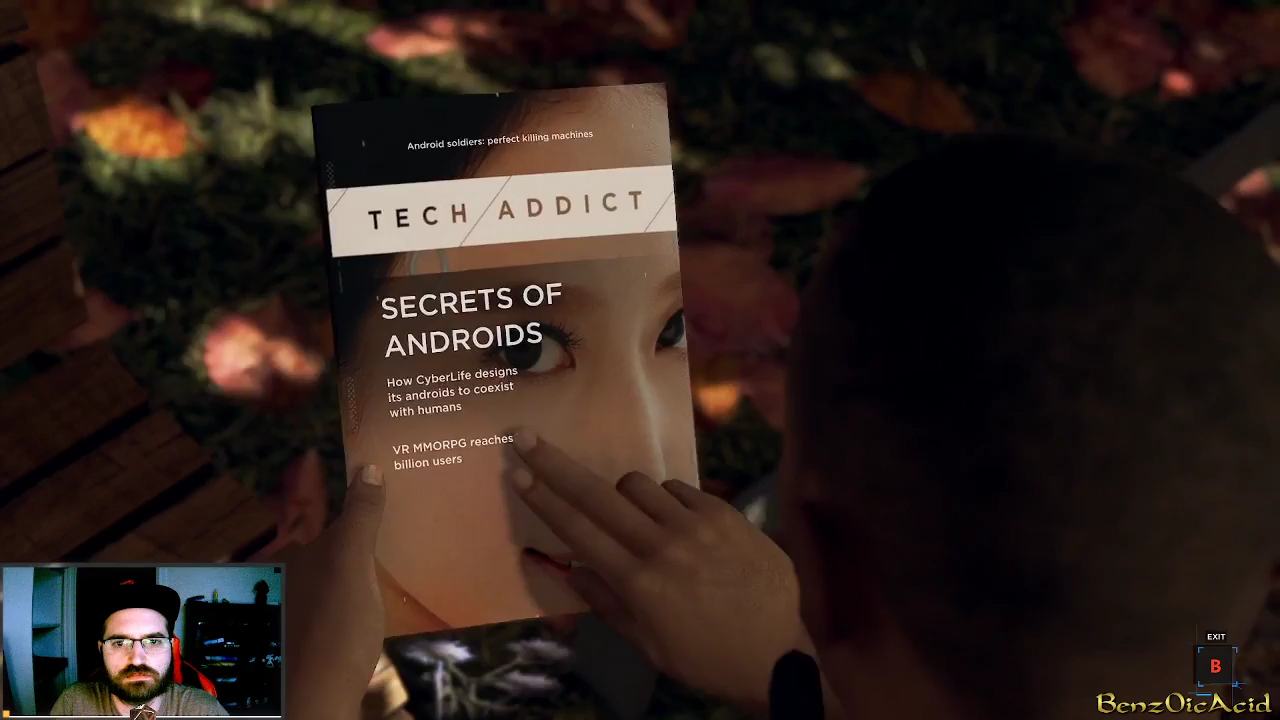 Android soldiers: perfect killing machines
TECH ADDICT
SECRETS OF
ANDROIDS
How CyberLife designs
its androids to coexist
with humans
VR MMORPG reaches
billion users
EXIT
B
Benz0icAcid